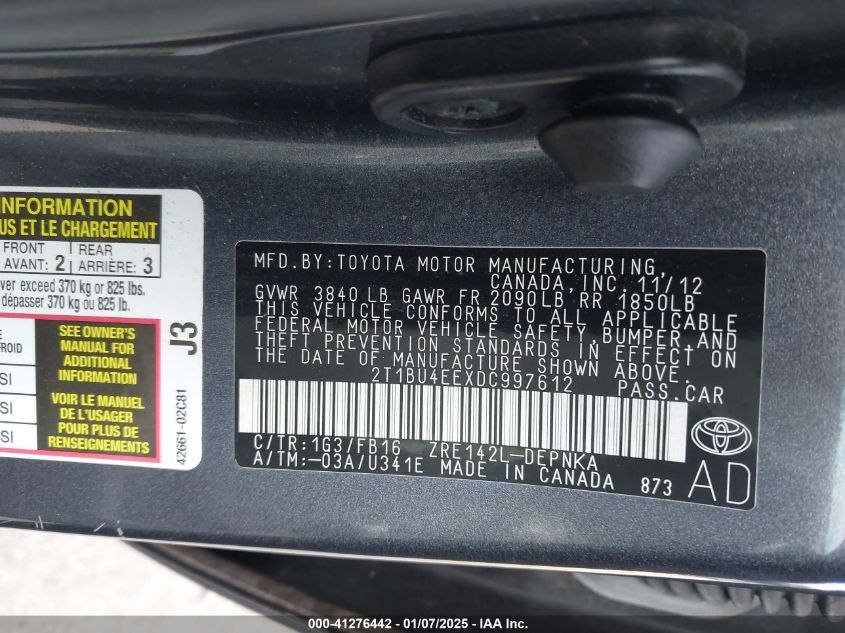 INFORMATION
US ET LE CHARGEMENT
FRONT REAR
AVANT: 2 ARRIÈRE: 3
ver exceed 370 kg or 825 lbs.
dépasser 370 kg ou 825 lb.
SEE OWNER'S
MANUAL FOR
ADDITIONAL
INFORMATION
VOIR LE MANUEL
DE L'USAGER
POUR PLUS DE
RENSEIGNEMENTS
E
FROID
SI
SI
SI
J3
42661-02C81
MFD. BY: TOYOTA MOTOR MANUFACTURING,
CANADA, INC. 11/12
GVWR 3840 LB GAWR FR 2090LB RR 1850LB
THIS VEHICLE CONFORMS TO ALL APPLICABLE
FEDERAL MOTOR VEHICLE SAFETY, BUMPER, AND
THEFT PREVENTION STANDARDS IN EFFECT ON
THE DATE OF MANUFACTURE SHOWN ABOVE.
2T1BU4EEXDC997612 PASS.CAR
C/TR: 1G3/FB16 ZRE142L-DEPNKA
A/TM:-03A/U341E MADE IN CANADA 873
AD
000-41276442 - 01/07/2025 - IAA Inc.